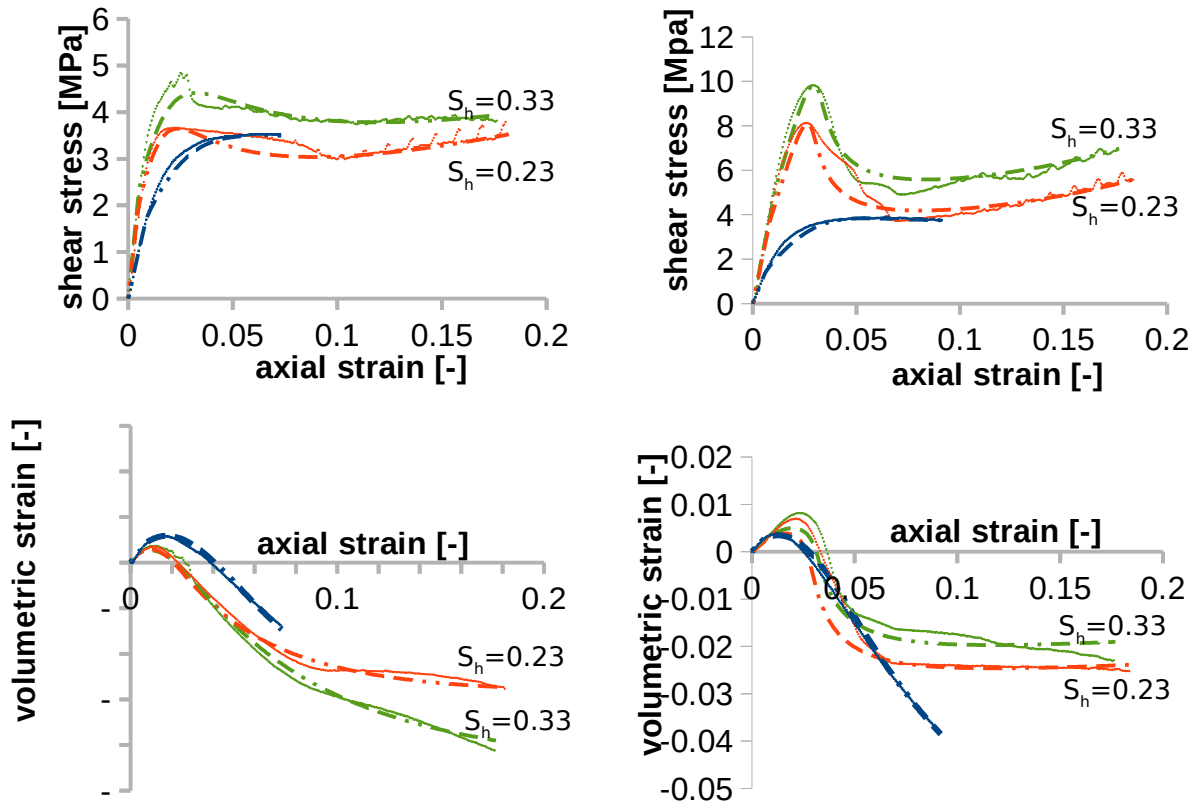 6
5
4
3
2
1
0
0 0.05 0.1 0.15 0.2
shear stress [MPa]
axial strain [-]
S_h=0.33
S_h=0.23
12
10
8
6
4
2
0
0 0.05 0.1 0.15 0.2
shear stress [Mpa]
axial strain [-]
S_h=0.33
S_h=0.23
volumetric strain [-]
axial strain [-]
0 0.1 0.2
-
-
-
S_h=0.23
S_h=0.33
volumetric strain [-]
0.02
0.01
0
-0.01
-0.02
-0.03
-0.04
-0.05
axial strain [-]
0 0.05 0.1 0.15 0.2
S_h=0.33
S_h=0.23